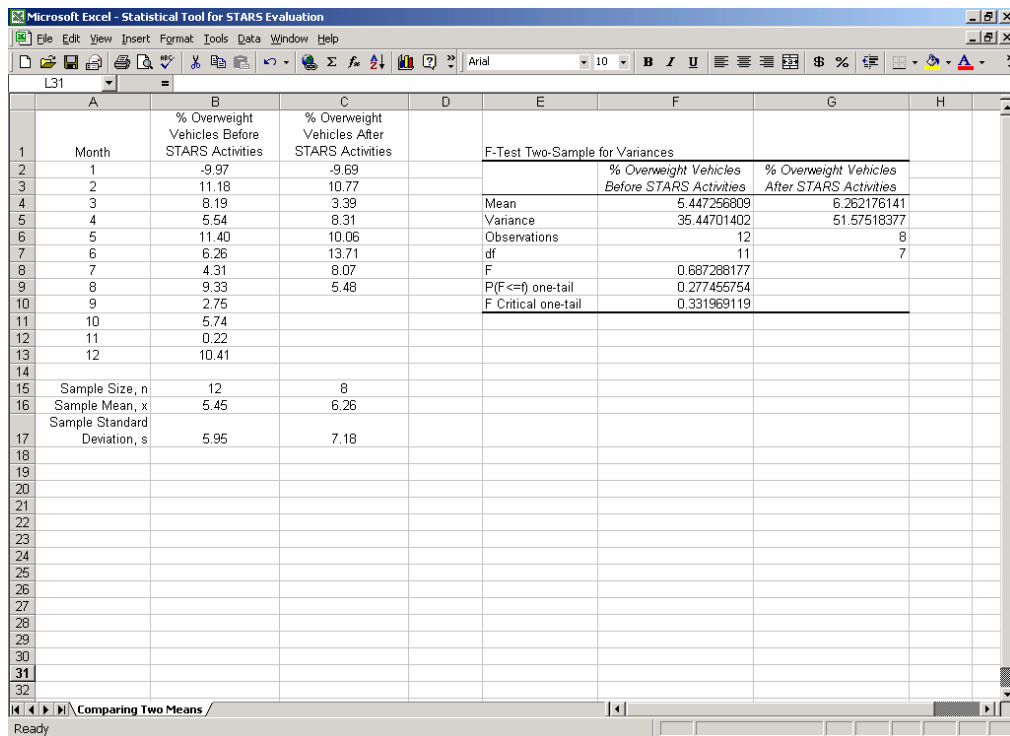 Microsoft Excel - Statistical Tool for STARS Evaluation
File Edit View Insert Format Tools Data Window Help
Arial 10 B I U $ %
L31 =
A B C D E F G H
1 Month % Overweight Vehicles Before STARS Activities % Overweight Vehicles After STARS Activities F-Test Two-Sample for Variances
2 1 -9.97 -9.69 % Overweight Vehicles % Overweight Vehicles
3 2 11.18 10.77 Before STARS Activities After STARS Activities
4 3 8.19 3.39 Mean 5.447256809 6.262176141
5 4 5.54 8.31 Variance 35.44701402 51.57518377
6 5 11.40 10.06 Observations 12 8
7 6 6.26 13.71 df 11 7
8 7 4.31 8.07 F 0.687288177
9 8 9.33 5.48 P(F<=f) one-tail 0.277455754
10 9 2.75 F Critical one-tail 0.331969119
11 10 5.74
12 11 0.22
13 12 10.41
14
15 Sample Size, n 12 8
16 Sample Mean, x 5.45 6.26
17 Sample Standard Deviation, s 5.95 7.18
18
19
20
21
22
23
24
25
26
27
28
29
30
31
32
Comparing Two Means
Ready